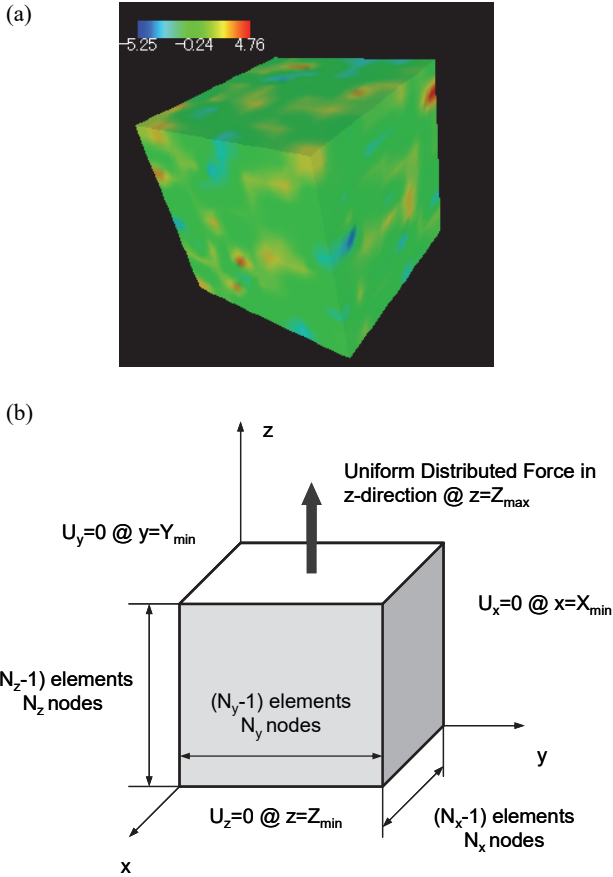 (a)
−5.25 −0.24 4.76
(b)
z
Uniform Distributed Force in
z-direction @ z=Zmax
Uy=0 @ y=Ymin
Ux=0 @ x=Xmin
(Nz-1) elements
Nz nodes
(Ny-1) elements
Ny nodes
y
Uz=0 @ z=Zmin
(Nx-1) elements
Nx nodes
x